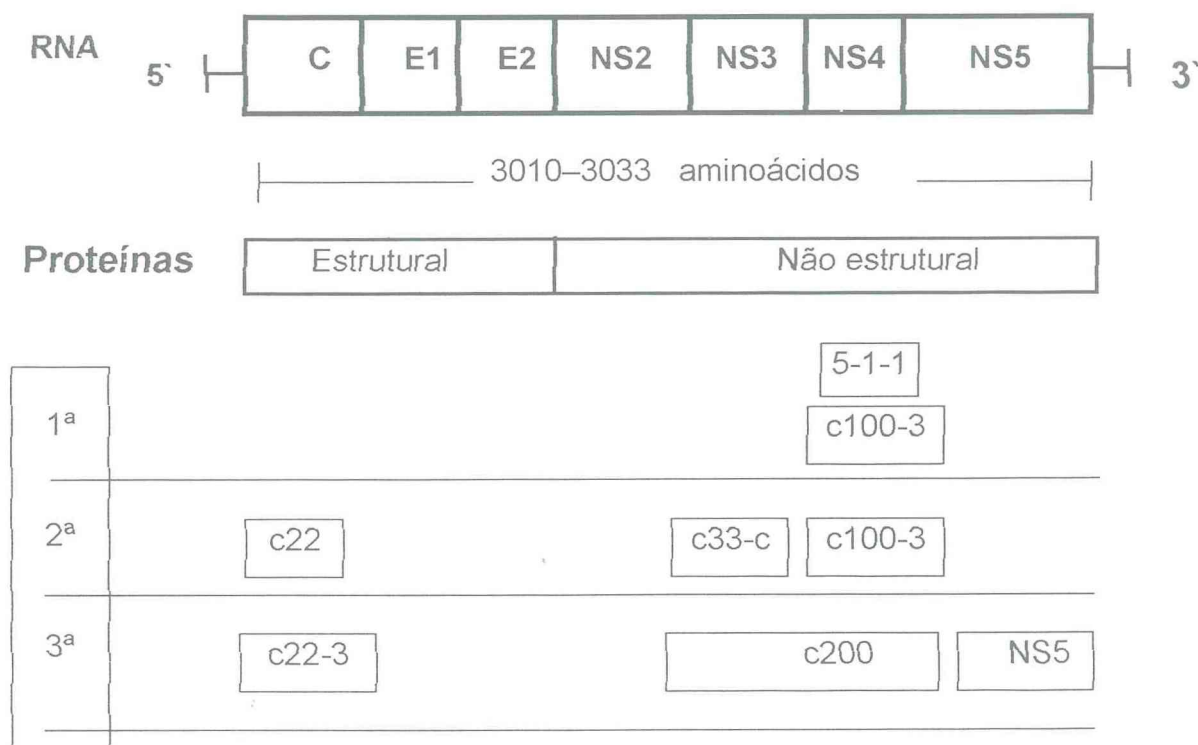 RNA 5` C E1 E2 NS2 NS3 NS4 NS5 3`
3010–3033 aminoácidos
Proteínas Estrutural Não estrutural
5-1-1
1ª c100-3
2ª c22 c33-c c100-3
3ª c22-3 c200 NS5